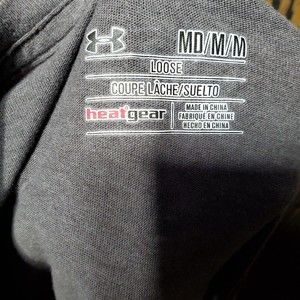 MD/M/M
LOOSE
COUPE LÂCHE/SUELTO
heatgear
MADE IN CHINA
FABRIQUÉ EN CHINE
HECHO EN CHINA